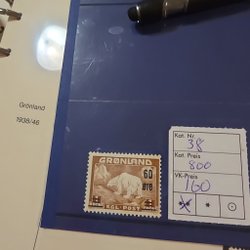 Grönland
1938/46
GRØNLAND
60
øre
KGL. POST
Kat. Nr.
38
Kat. Preis
800
VK-Preis
160